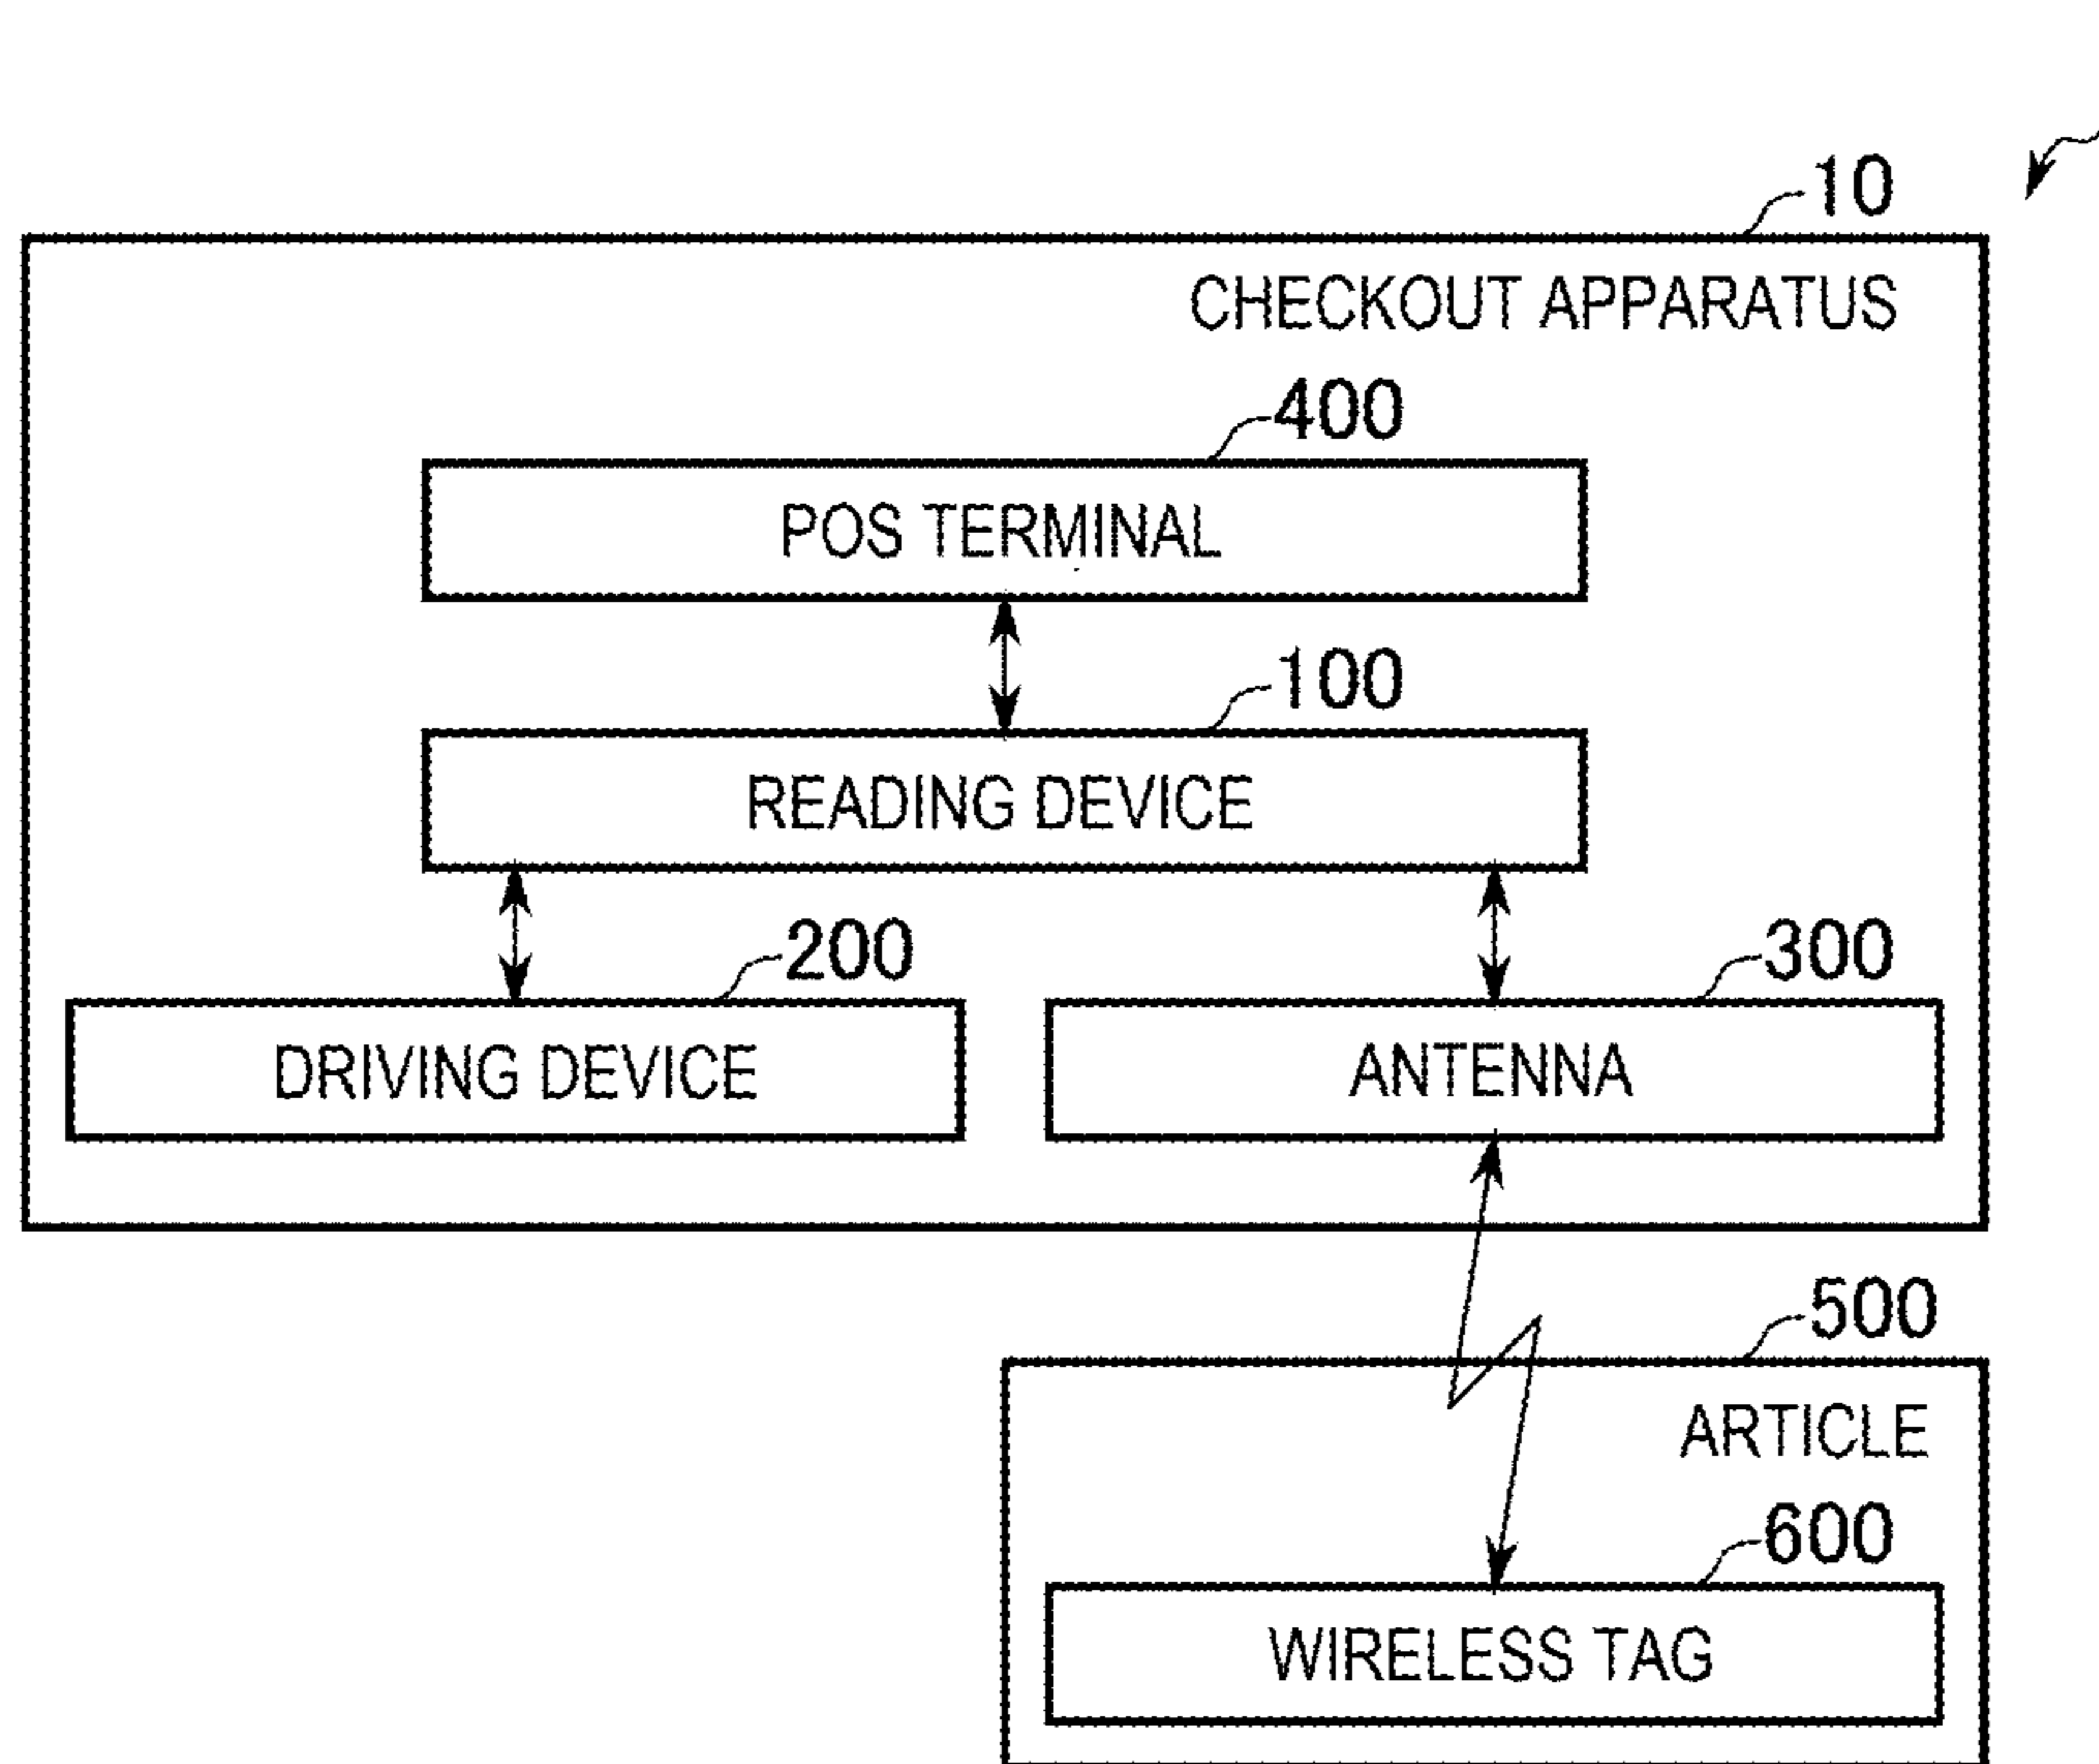 10
CHECKOUT APPARATUS
400
POS TERMINAL
100
READING DEVICE
200
300
DRIVING DEVICE
ANTENNA
500
ARTICLE
600
WIRELESS TAG